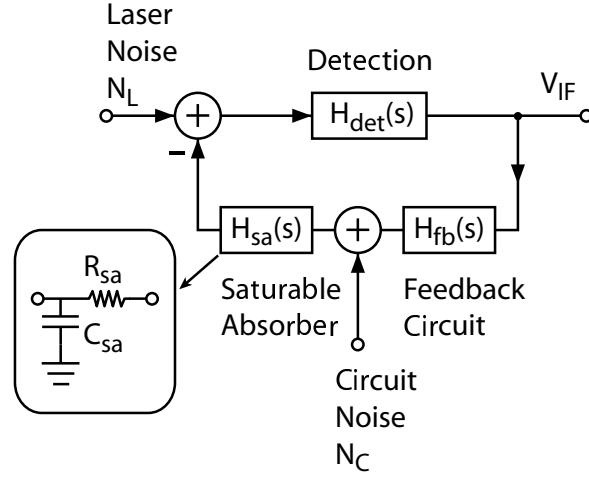 Laser
Noise
N_L
Detection
V_IF
+
H_det(s)
−
H_sa(s)
+
H_fb(s)
R_sa
C_sa
Saturable
Absorber
Feedback
Circuit
Circuit
Noise
N_C